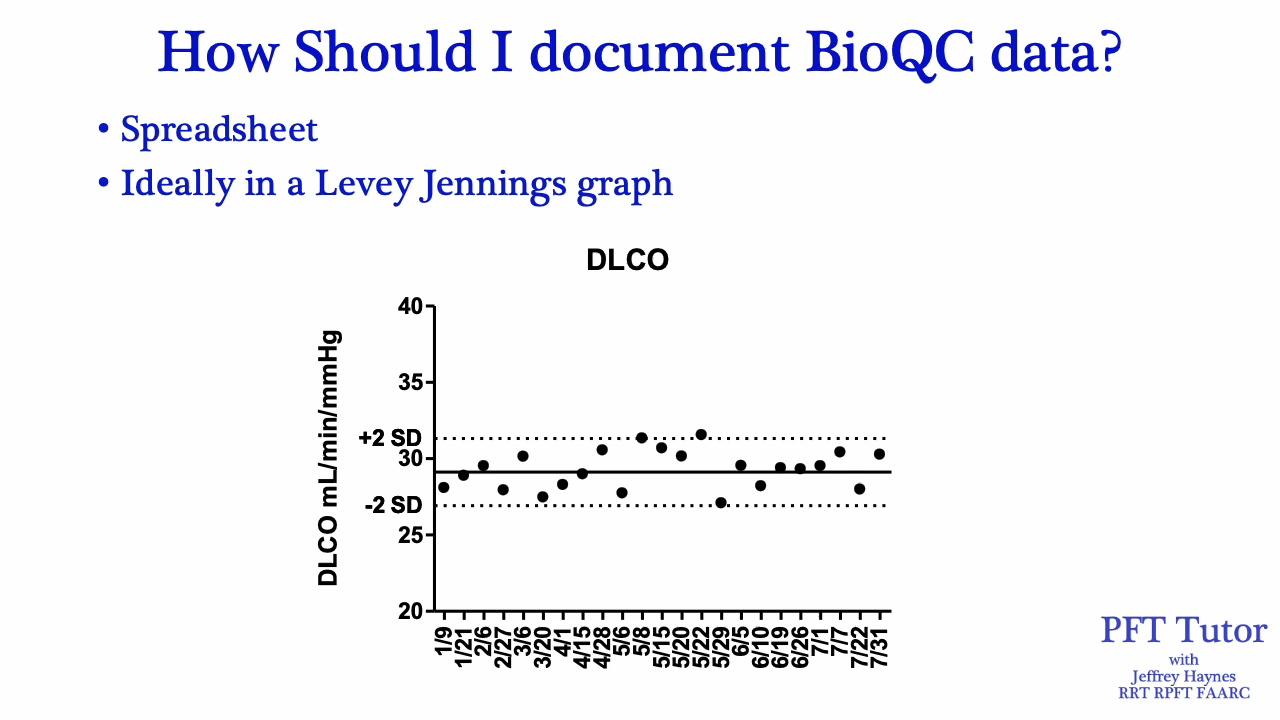 How Should I document BioQC data?
• Spreadsheet
• Ideally in a Levey Jennings graph
DLCO
DLCO mL/min/mmHg
40
35
+2 SD
30
-2 SD
25
20
1/9
1/21
2/6
2/27
3/6
3/20
4/1
4/15
4/28
5/6
5/8
5/15
5/20
5/22
5/29
6/5
6/10
6/19
6/26
7/1
7/7
7/22
7/31
PFT Tutor
with
Jeffrey Haynes
RRT RPFT FAARC